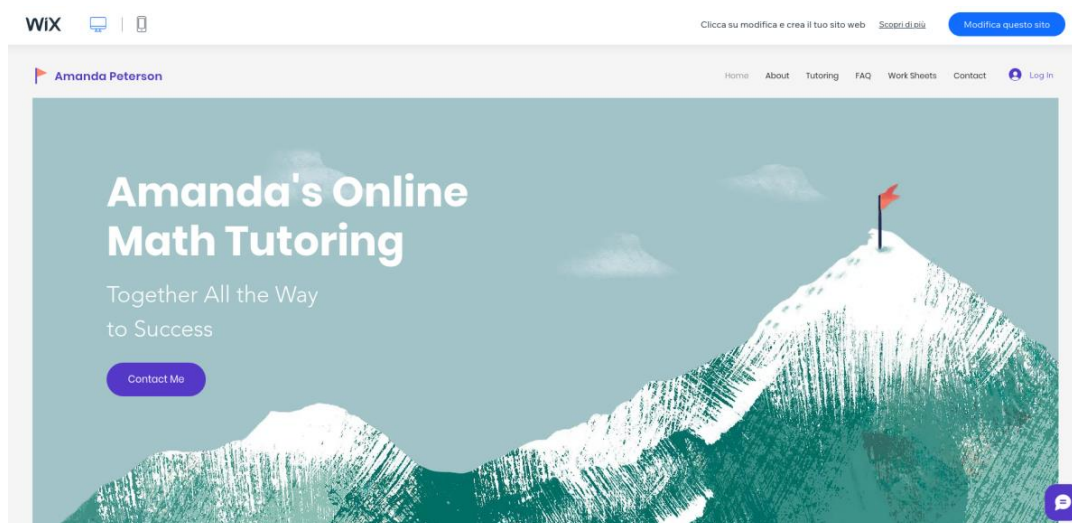 WiX
Clicca su modifica e crea il tuo sito web Scopri di più Modifica questo sito
Amanda Peterson
Home About Tutoring FAQ Work Sheets Contact Log In
Amanda's Online
Math Tutoring
Together All the Way
to Success
Contact Me